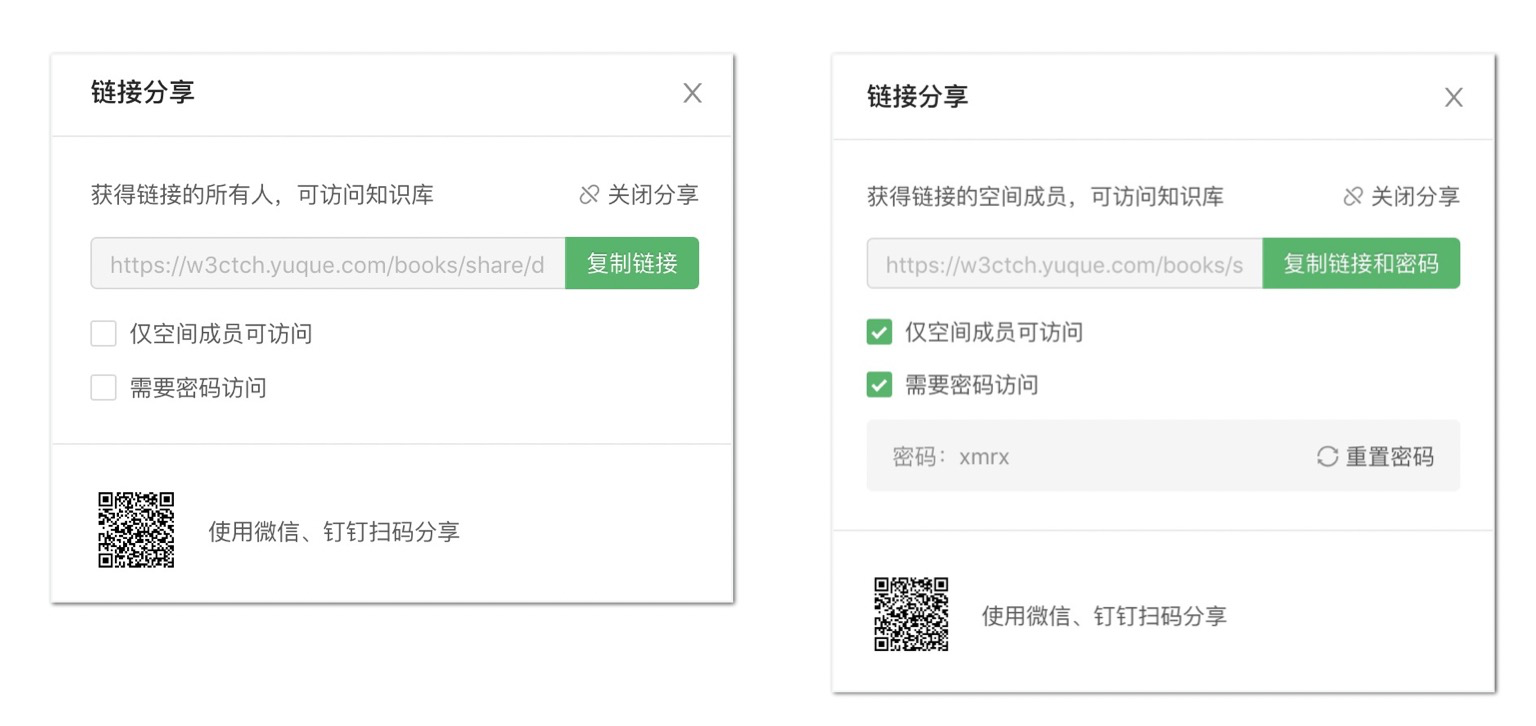 链接分享
获得链接的所有人，可访问知识库
关闭分享
https://w3ctch.yuque.com/books/share/d
复制链接
仅空间成员可访问
需要密码访问
使用微信、钉钉扫码分享
链接分享
获得链接的空间成员，可访问知识库
关闭分享
https://w3ctch.yuque.com/books/s
复制链接和密码
仅空间成员可访问
需要密码访问
密码：xmrx
重置密码
使用微信、钉钉扫码分享